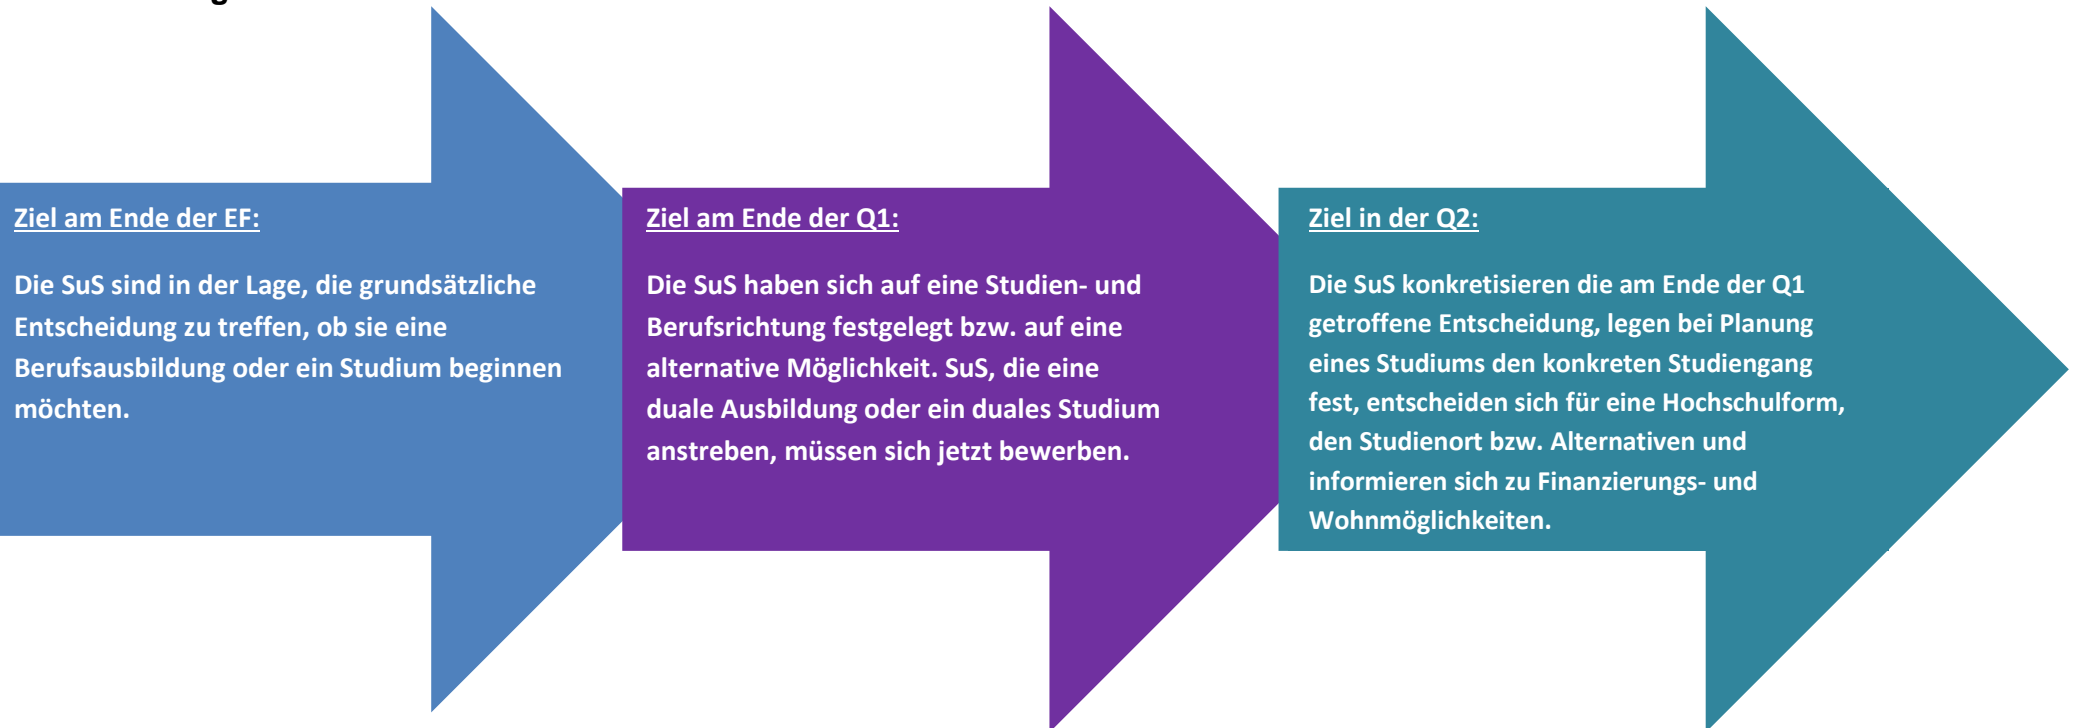 Ziel am Ende der EF:
Die SuS sind in der Lage, die grundsätzliche
Entscheidung zu treffen, ob sie eine
Berufsausbildung oder ein Studium beginnen
möchten.
Ziel am Ende der Q1:
Die SuS haben sich auf eine Studien- und
Berufsrichtung festgelegt bzw. auf eine
alternative Möglichkeit. SuS, die eine
duale Ausbildung oder ein duales Studium
anstreben, müssen sich jetzt bewerben.
Ziel in der Q2:
Die SuS konkretisieren die am Ende der Q1
getroffene Entscheidung, legen bei Planung
eines Studiums den konkreten Studiengang
fest, entscheiden sich für eine Hochschulform,
den Studienort bzw. Alternativen und
informieren sich zu Finanzierungs- und
Wohnmöglichkeiten.